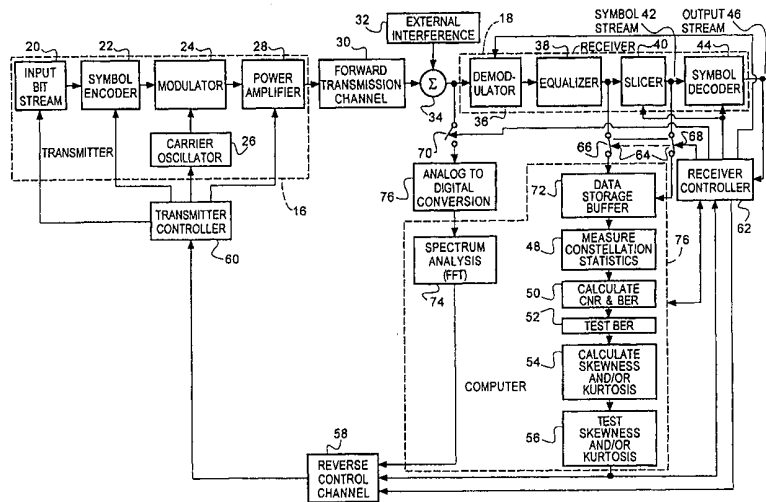 SYMBOL 42 STREAM
OUTPUT 46 STREAM
32
EXTERNAL INTERFERENCE
18
20
22
24
28
30
38
RECEIVER
40
44
INPUT BIT STREAM
SYMBOL ENCODER
MODULATOR
POWER AMPLIFIER
FORWARD TRANSMISSION CHANNEL
Σ
34
DEMOD- ULATOR
36
EQUALIZER
SLICER
SYMBOL DECODER
CARRIER OSCILLATOR
26
TRANSMITTER
16
70
66
64
68
TRANSMITTER CONTROLLER
60
76
ANALOG TO DIGITAL CONVERSION
72
DATA STORAGE BUFFER
RECEIVER CONTROLLER
62
SPECTRUM ANALYSIS (FFT)
74
48
MEASURE CONSTELLATION STATISTICS
76
50
CALCULATE CNR & BER
52
TEST BER
54
CALCULATE SKEWNESS AND/OR KURTOSIS
COMPUTER
56
TEST SKEWNESS AND/OR KURTOSIS
58
REVERSE CONTROL CHANNEL